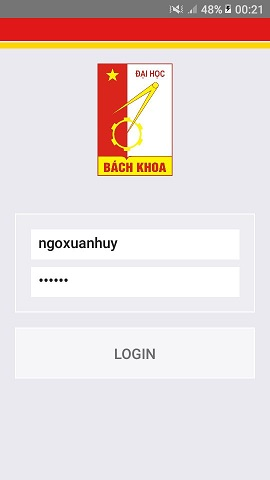 48% 00:21
ĐẠI HỌC
BÁCH KHOA
ngoxuanhuy
••••••
LOGIN